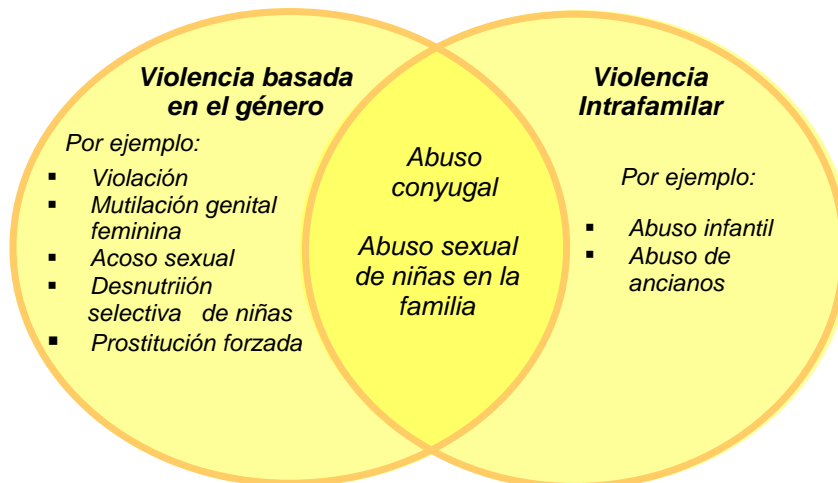 Violencia basada
en el género
Por ejemplo:
▪ Violación
▪ Mutilación genital
femenina
▪ Acoso sexual
▪ Desnutriión
selectiva de niñas
▪ Prostitución forzada
Abuso
conyugal
Abuso sexual
de niñas en la
familia
Violencia
Intrafamilar
Por ejemplo:
▪ Abuso infantil
▪ Abuso de
ancianos